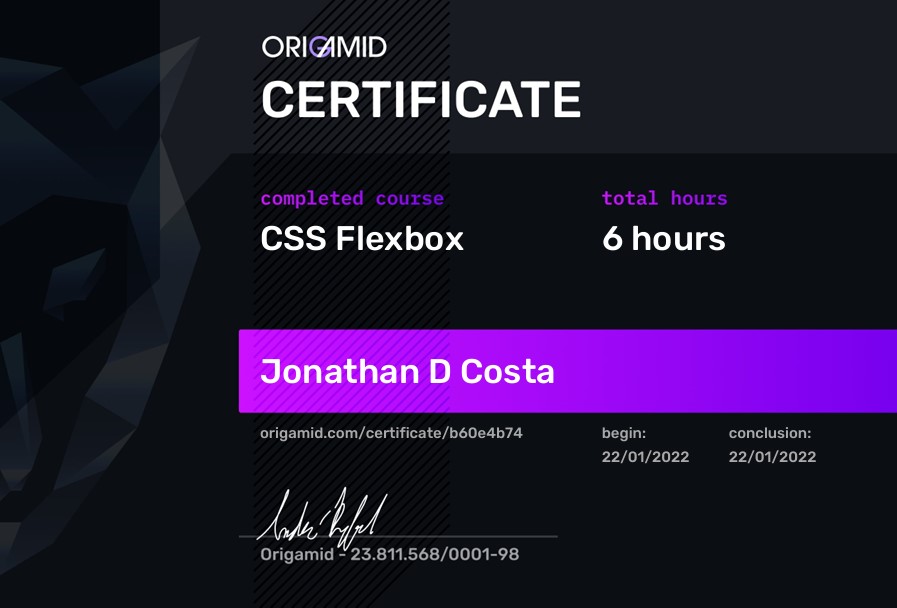 ORIGAMID
CERTIFICATE
completed course
CSS Flexbox
total hours
6 hours
Jonathan D Costa
origamid.com/certificate/b60e4b74
begin:
22/01/2022
conclusion:
22/01/2022
Origamid - 23.811.568/0001-98